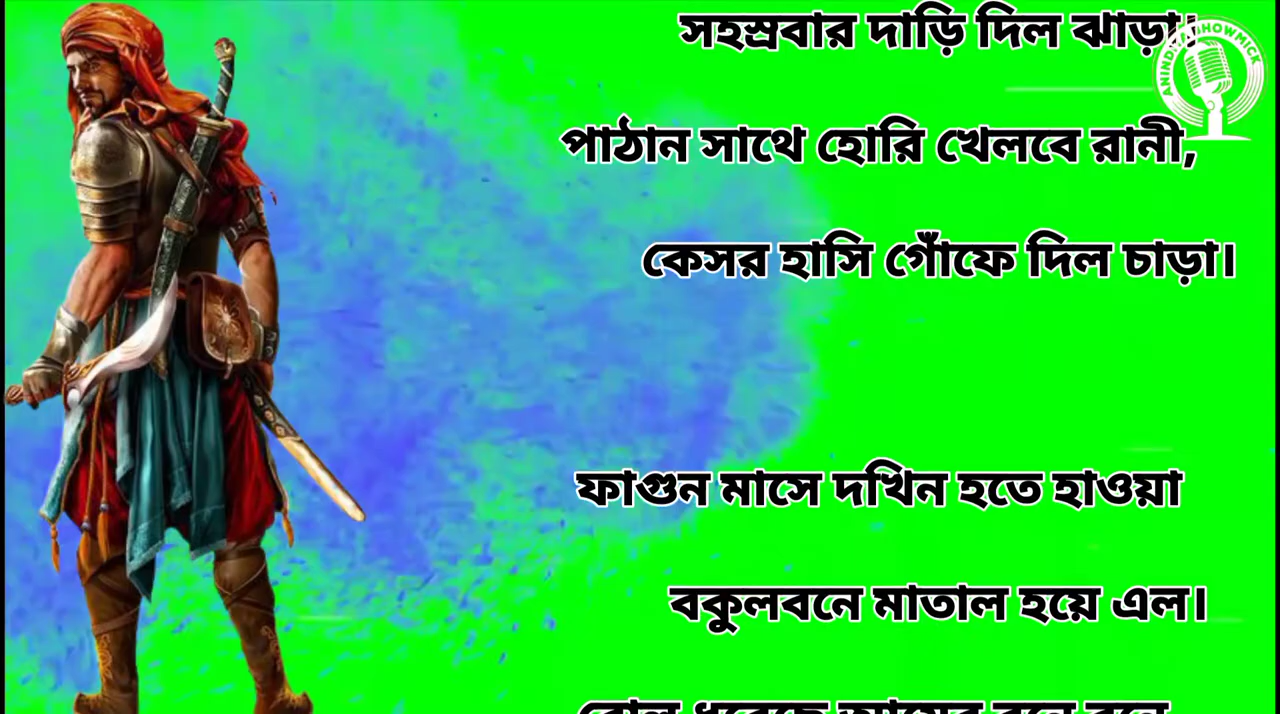 সহস্রবার দাড়ি দিল ঝাড়া।
পাঠান সাথে হোরি খেলবে রানী,
কেসর হাসি গোঁফে দিল চাড়া।
ফাগুন মাসে দখিন হতে হাওয়া
বকুলবনে মাতাল হয়ে এল।